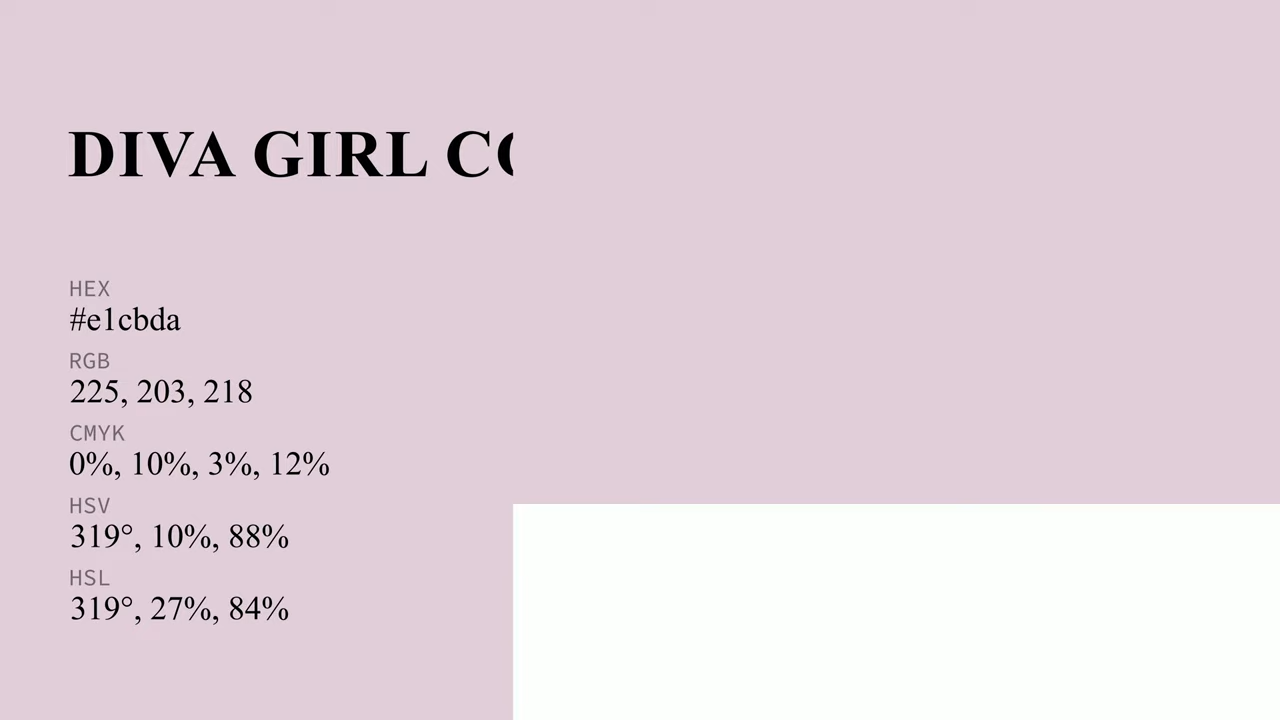 DIVA GIRL
HEX
#e1cbda
RGB
225, 203, 218
CMYK
0%, 10%, 3%, 12%
HSV
319°, 10%, 88%
HSL
319°, 27%, 84%